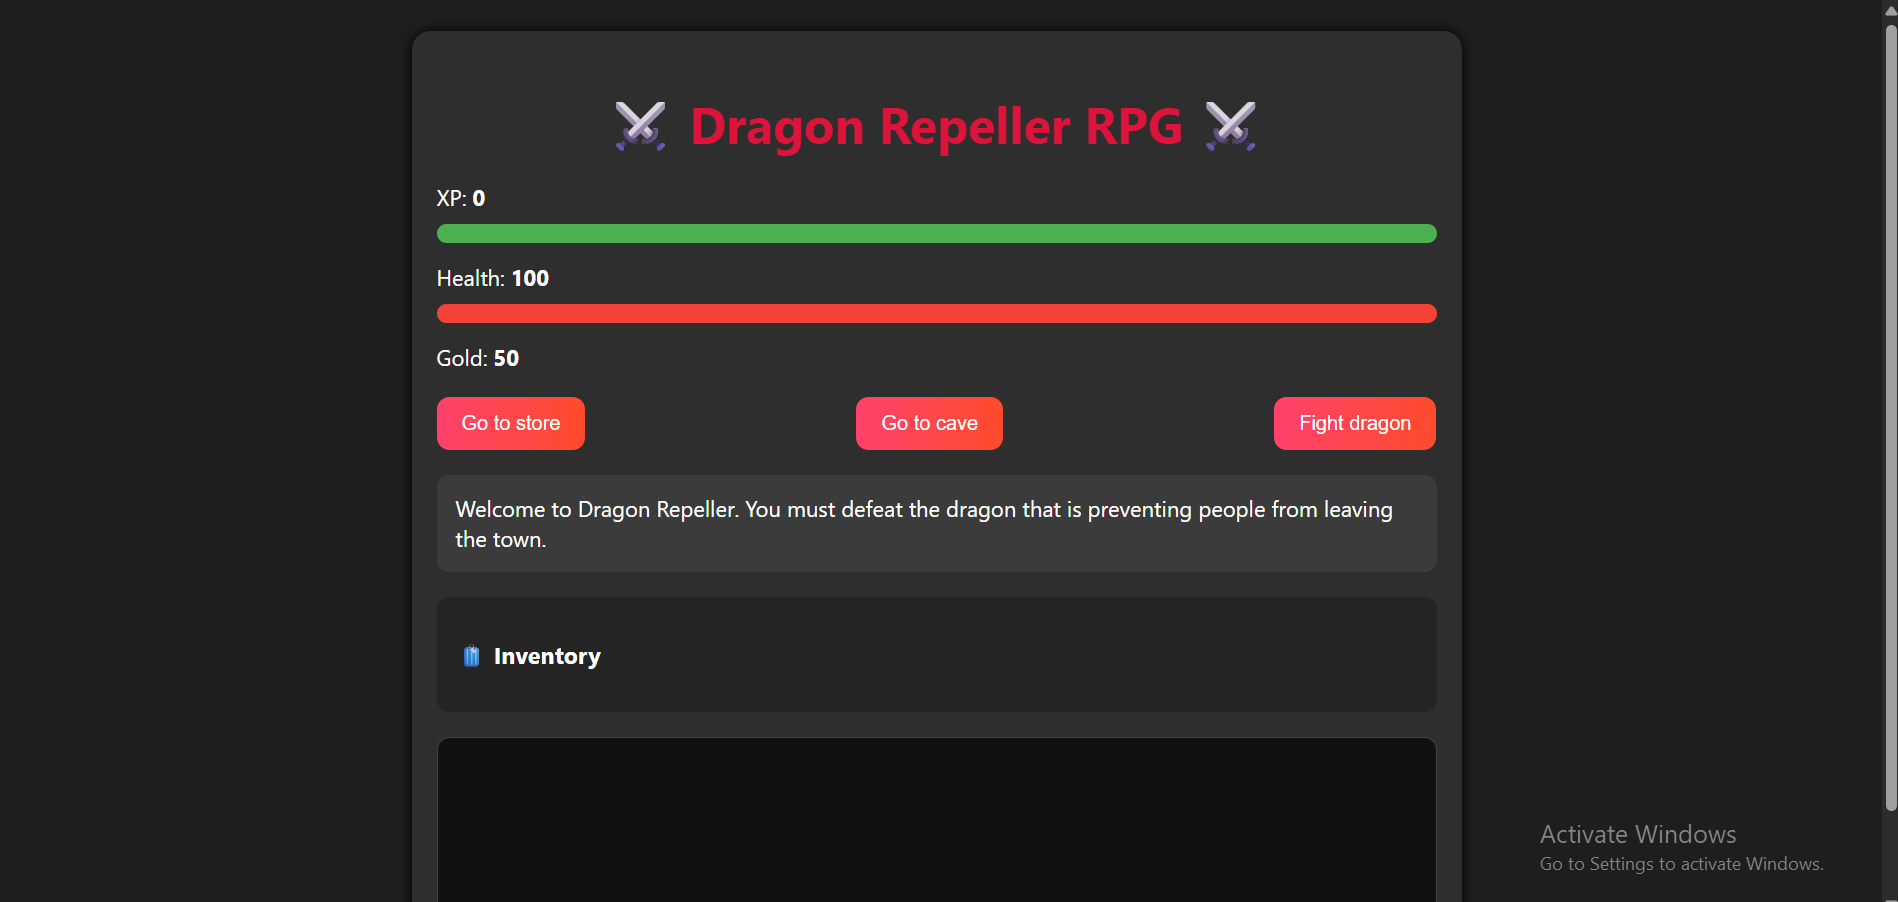 ⚔️ Dragon Repeller RPG ⚔️
XP: 0
Health: 100
Gold: 50
Go to store
Go to cave
Fight dragon
Welcome to Dragon Repeller. You must defeat the dragon that is preventing people from leaving
the town.
Inventory
Activate Windows
Go to Settings to activate Windows.